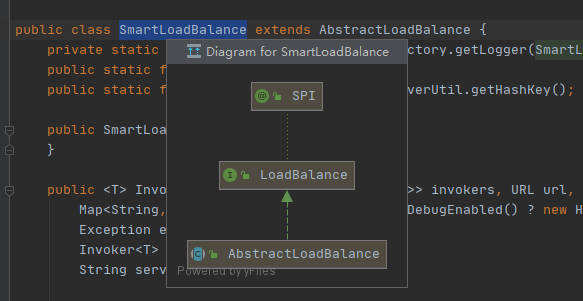 public class SmartLoadBalance extends AbstractLoadBalance {
private static
ctory.getLogger(SmartL
public static f
public static f
verUtil.getHashKey();
Diagram for SmartLoadBalance
@ SPI
I LoadBalance
C AbstractLoadBalance
Powered by yFiles
public SmartLoa
}
public <T> Invo
>> invokers, URL url,
Map<String,
DebugEnabled() ? new H
Exception e
Invoker<T>
String serv